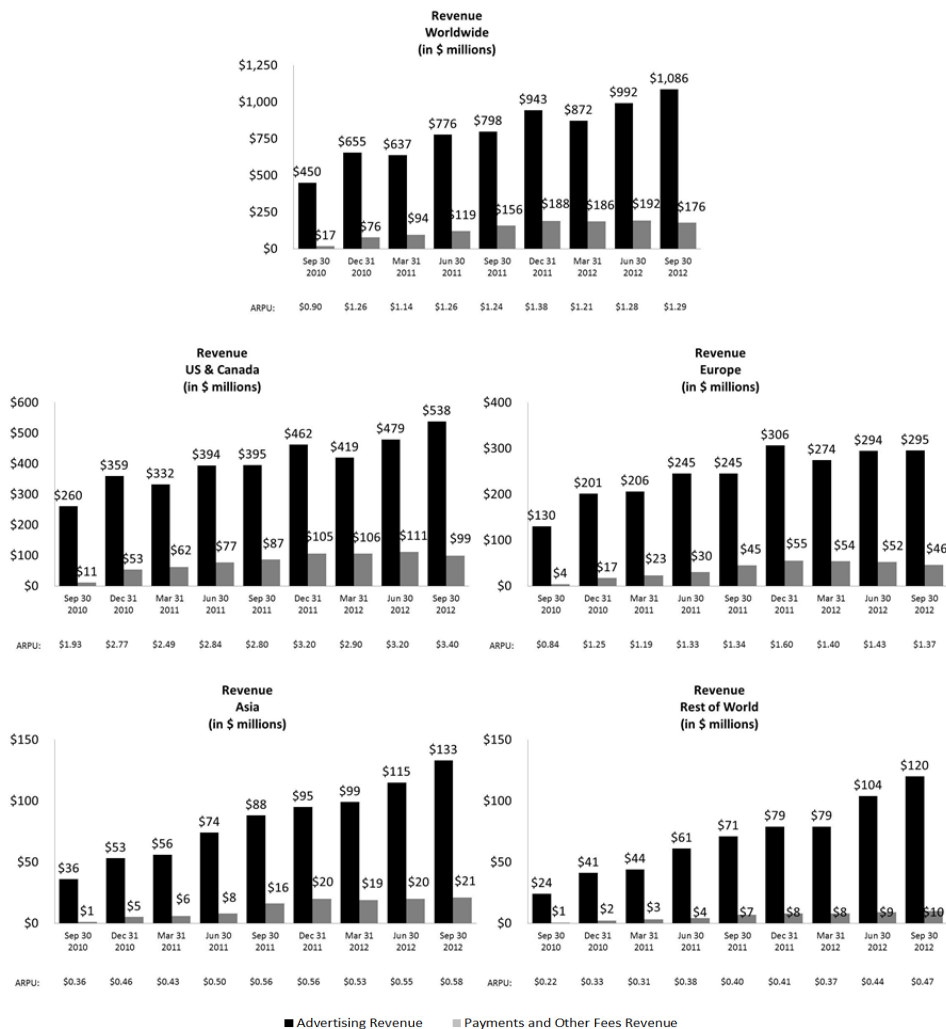 Revenue
Worldwide
(in $ millions)
$1,250
$1,000
$750
$500
$250
$0
$450 $655 $637 $776 $798 $943 $872 $992 $1,086
$17 $76 $94 $119 $156 $188 $186 $192 $176
Sep 30 Dec 31 Mar 31 Jun 30 Sep 30 Dec 31 Mar 31 Jun 30 Sep 30
2010 2010 2011 2011 2011 2011 2012 2012 2012
ARPU: $0.90 $1.26 $1.14 $1.26 $1.24 $1.38 $1.21 $1.28 $1.29
Revenue
US & Canada
(in $ millions)
$600
$500
$400
$300
$200
$100
$0
$260 $359 $332 $394 $395 $462 $419 $479 $538
$11 $53 $62 $77 $87 $105 $106 $111 $99
Sep 30 Dec 31 Mar 31 Jun 30 Sep 30 Dec 31 Mar 31 Jun 30 Sep 30
2010 2010 2011 2011 2011 2011 2012 2012 2012
ARPU: $1.93 $2.77 $2.49 $2.84 $2.80 $3.20 $2.90 $3.20 $3.40
Revenue
Europe
(in $ millions)
$400
$300
$200
$100
$0
$130 $201 $206 $245 $245 $306 $274 $294 $295
$4 $17 $23 $30 $45 $55 $54 $52 $46
Sep 30 Dec 31 Mar 31 Jun 30 Sep 30 Dec 31 Mar 31 Jun 30 Sep 30
2010 2010 2011 2011 2011 2011 2012 2012 2012
ARPU: $0.84 $1.25 $1.19 $1.33 $1.34 $1.60 $1.40 $1.43 $1.37
Revenue
Asia
(in $ millions)
$150
$100
$50
$0
$36 $53 $56 $74 $88 $95 $99 $115 $133
$1 $5 $6 $8 $16 $20 $19 $20 $21
Sep 30 Dec 31 Mar 31 Jun 30 Sep 30 Dec 31 Mar 31 Jun 30 Sep 30
2010 2010 2011 2011 2011 2011 2012 2012 2012
ARPU: $0.36 $0.46 $0.43 $0.50 $0.56 $0.56 $0.53 $0.55 $0.58
Revenue
Rest of World
(in $ millions)
$150
$100
$50
$0
$24 $41 $44 $61 $71 $79 $79 $104 $120
$1 $2 $3 $4 $7 $8 $8 $9 $10
Sep 30 Dec 31 Mar 31 Jun 30 Sep 30 Dec 31 Mar 31 Jun 30 Sep 30
2010 2010 2011 2011 2011 2011 2012 2012 2012
ARPU: $0.22 $0.33 $0.31 $0.38 $0.40 $0.41 $0.37 $0.44 $0.47
Advertising Revenue Payments and Other Fees Revenue